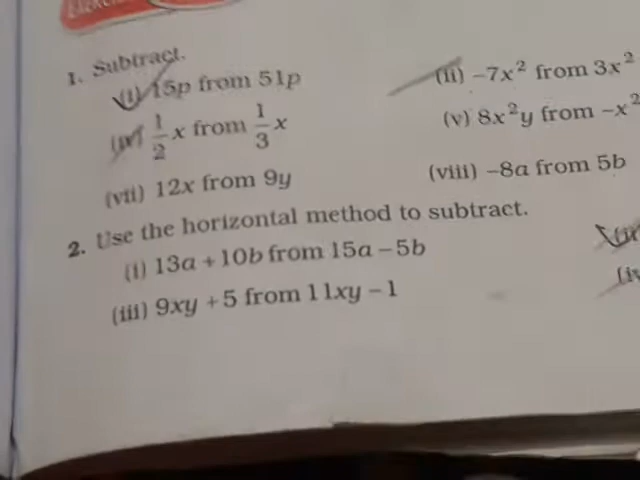 1. Subtract.
(i) 15p from 51p (ii) −7x² from 3x²
(iv) 1/2 x from 1/3 x (v) 8x²y from −x²
(vii) 12x from 9y (viii) −8a from 5b
2. Use the horizontal method to subtract.
(i) 13a + 10b from 15a − 5b
(iii) 9xy + 5 from 11xy − 1